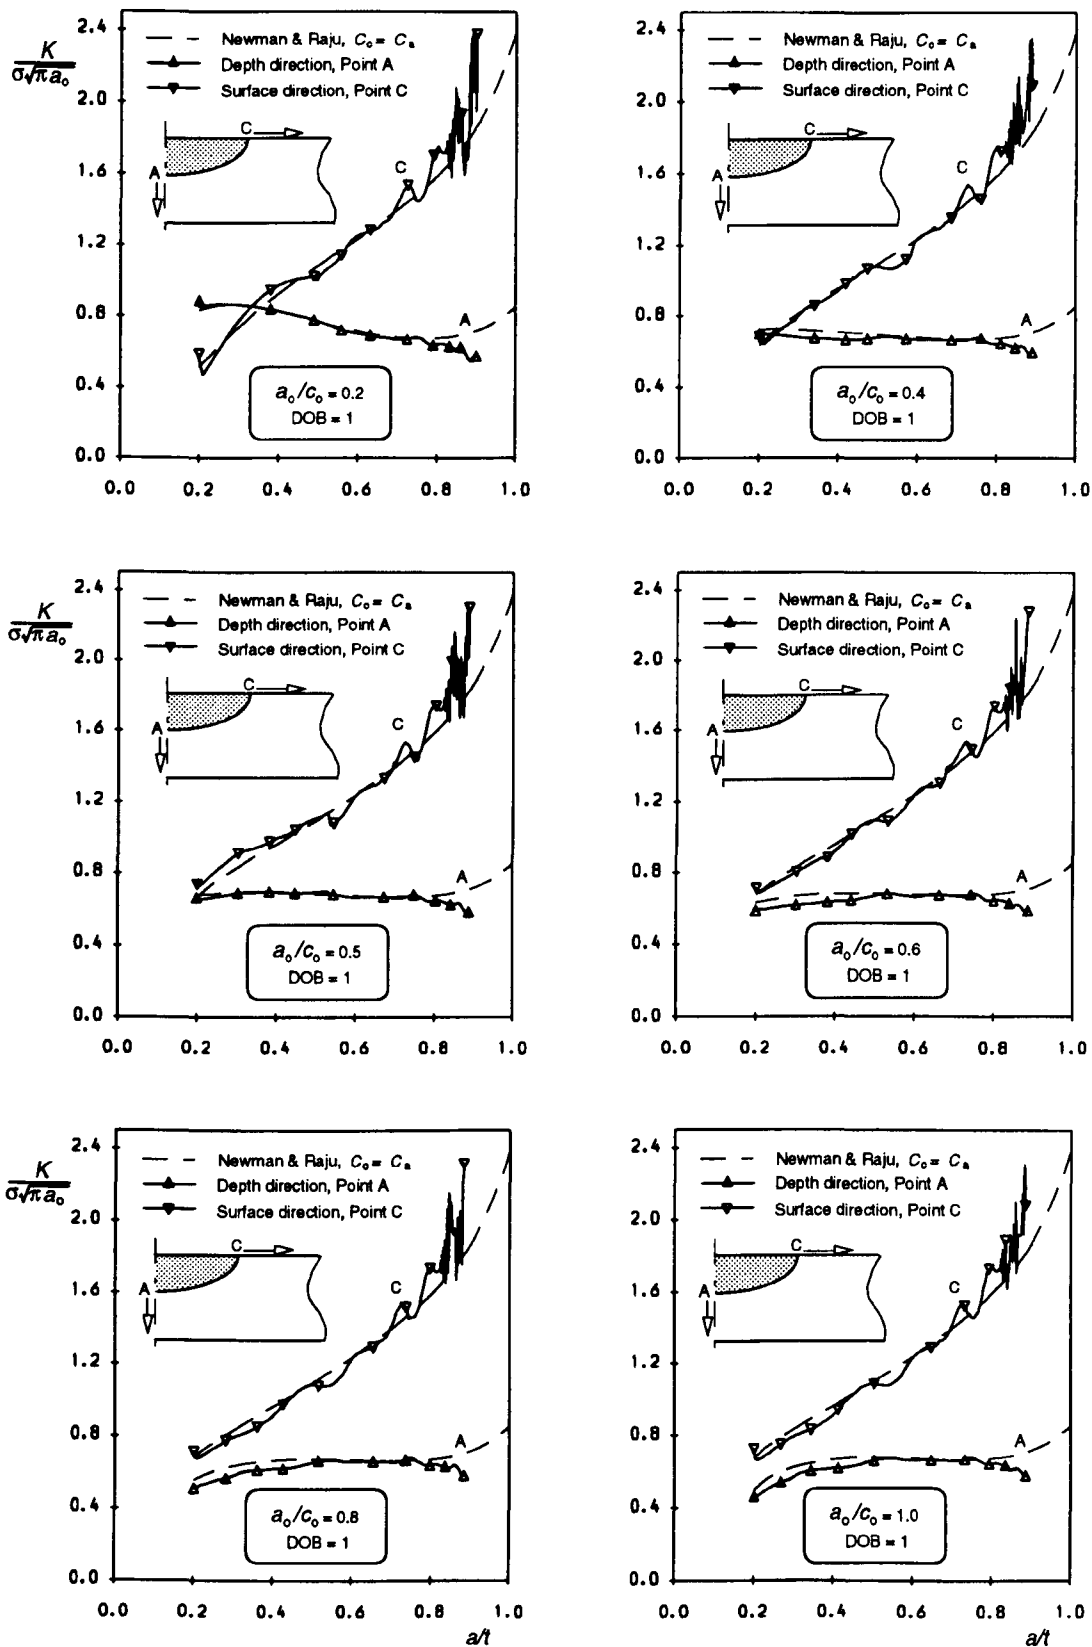 K
σ√πa₀
2.4
2.0
1.6
1.2
0.8
0.4
0.0
Newman & Raju, C₀ = Cₐ
Depth direction, Point A
Surface direction, Point C
C
A
C
A
a₀/c₀ = 0.2
DOB = 1
0.0 0.2 0.4 0.6 0.8 1.0
2.4
2.0
1.6
1.2
0.8
0.4
0.0
Newman & Raju, C₀ = Cₐ
Depth direction, Point A
Surface direction, Point C
C
A
C
A
a₀/c₀ = 0.4
DOB = 1
0.0 0.2 0.4 0.6 0.8 1.0
K
σ√πa₀
2.4
2.0
1.6
1.2
0.8
0.4
0.0
Newman & Raju, C₀ = Cₐ
Depth direction, Point A
Surface direction, Point C
C
A
C
A
a₀/c₀ = 0.5
DOB = 1
0.0 0.2 0.4 0.6 0.8 1.0
2.4
2.0
1.6
1.2
0.8
0.4
0.0
Newman & Raju, C₀ = Cₐ
Depth direction, Point A
Surface direction, Point C
C
A
C
A
a₀/c₀ = 0.6
DOB = 1
0.0 0.2 0.4 0.6 0.8 1.0
K
σ√πa₀
2.4
2.0
1.6
1.2
0.8
0.4
0.0
Newman & Raju, C₀ = Cₐ
Depth direction, Point A
Surface direction, Point C
C
A
C
A
a₀/c₀ = 0.8
DOB = 1
0.0 0.2 0.4 0.6 0.8 1.0
a/t
2.4
2.0
1.6
1.2
0.8
0.4
0.0
Newman & Raju, C₀ = Cₐ
Depth direction, Point A
Surface direction, Point C
C
A
C
A
a₀/c₀ = 1.0
DOB = 1
0.0 0.2 0.4 0.6 0.8 1.0
a/t